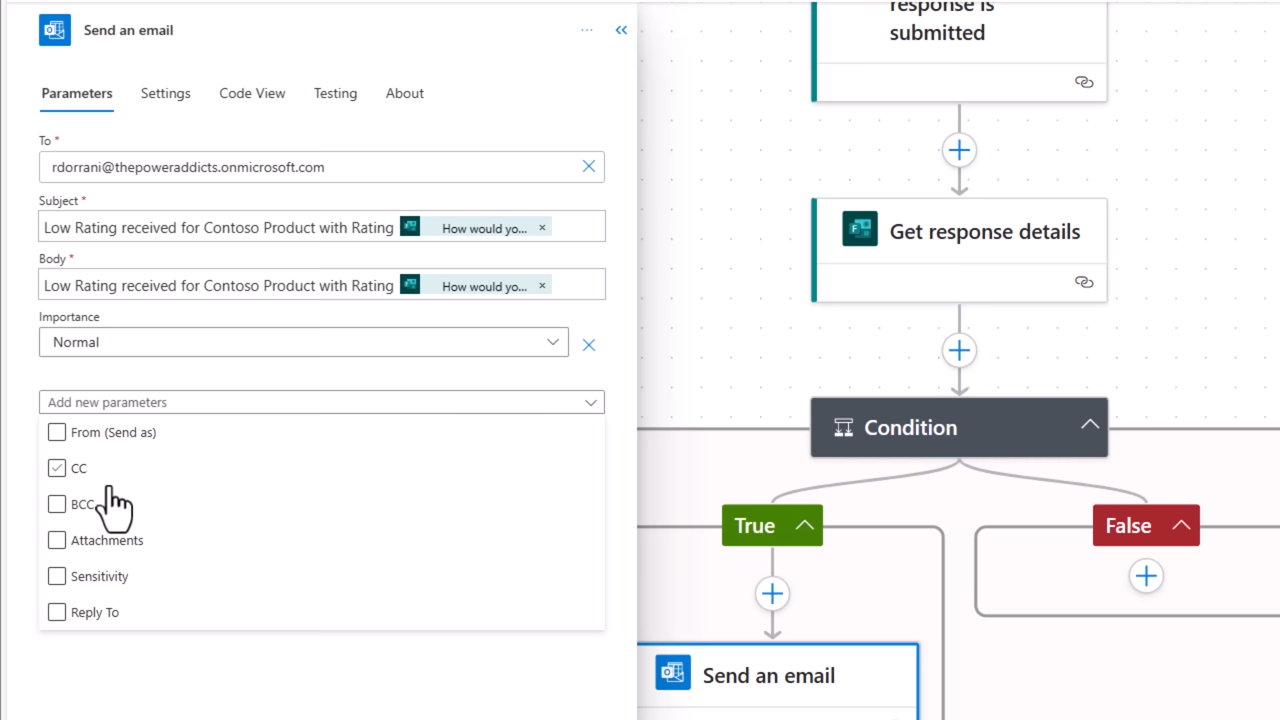 Send an email
Parameters
Settings
Code View
Testing
About
To *
rdorrani@thepoweraddicts.onmicrosoft.com
Subject *
Low Rating received for Contoso Product with Rating How would yo... ×
Body *
Low Rating received for Contoso Product with Rating How would yo... ×
Importance
Normal
Add new parameters
From (Send as)
CC
BCC
Attachments
Sensitivity
Reply To
response is
submitted
Get response details
Condition
True
False
Send an email